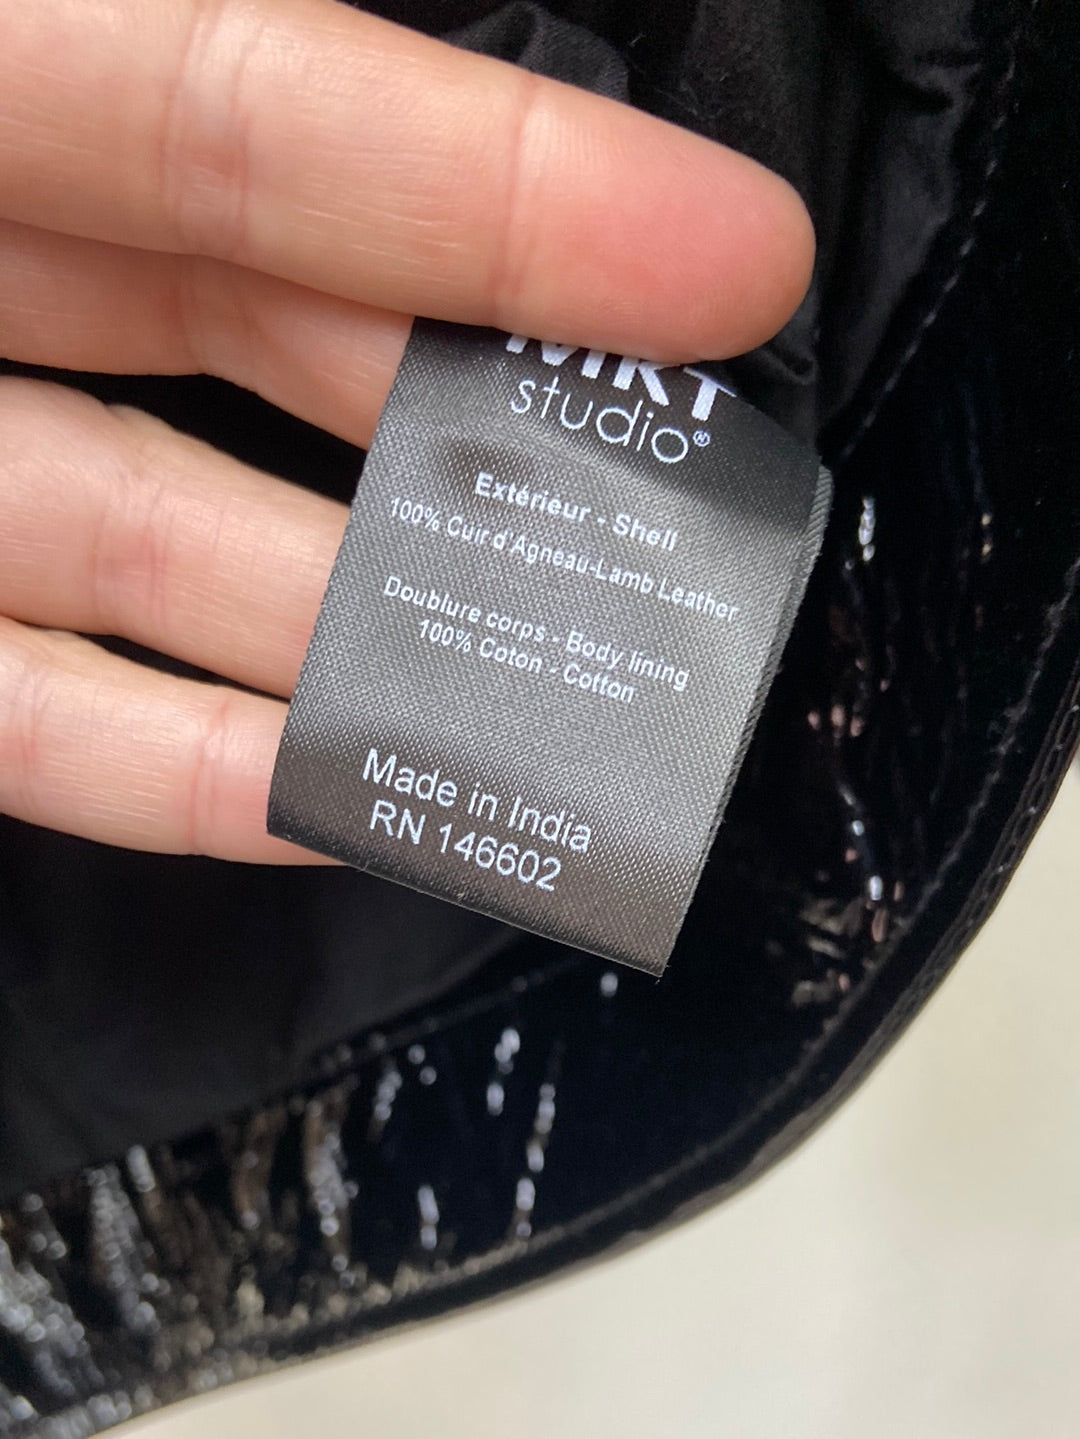 MKT
studio®
Extérieur - Shell
100% Cuir d'Agneau-Lamb Leather
Doublure corps - Body lining
100% Coton - Cotton
Made in India
RN 146602